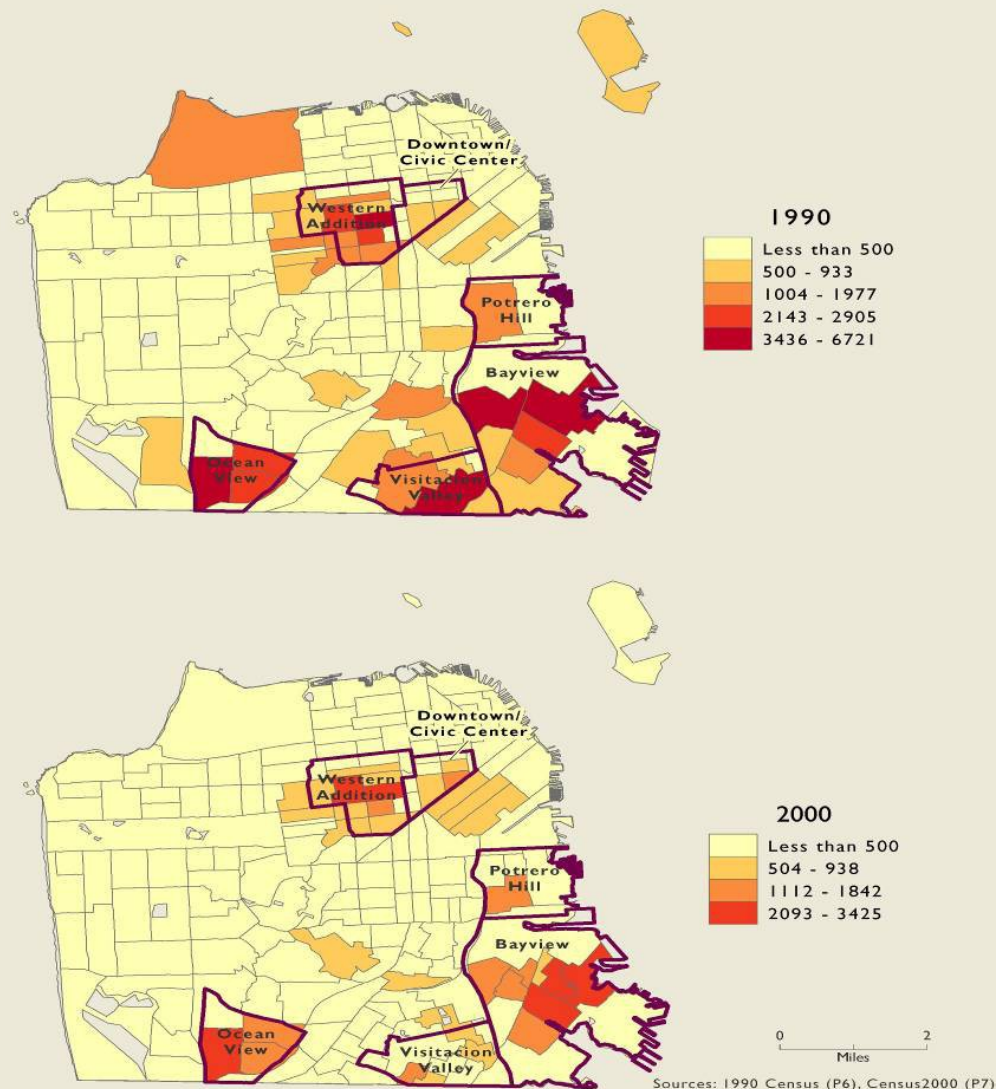 Downtown/
Civic Center
Western
Addition
1990
Less than 500
500 - 933
1004 - 1977
2143 - 2905
3436 - 6721
Potrero
Hill
Bayview
Ocean
View
Visitacion
Valley
Downtown/
Civic Center
Western
Addition
2000
Less than 500
504 - 938
1112 - 1842
2093 - 3425
Potrero
Hill
Bayview
Ocean
View
Visitacion
Valley
0 2
Miles
Sources: 1990 Census (P6), Census2000 (P7)